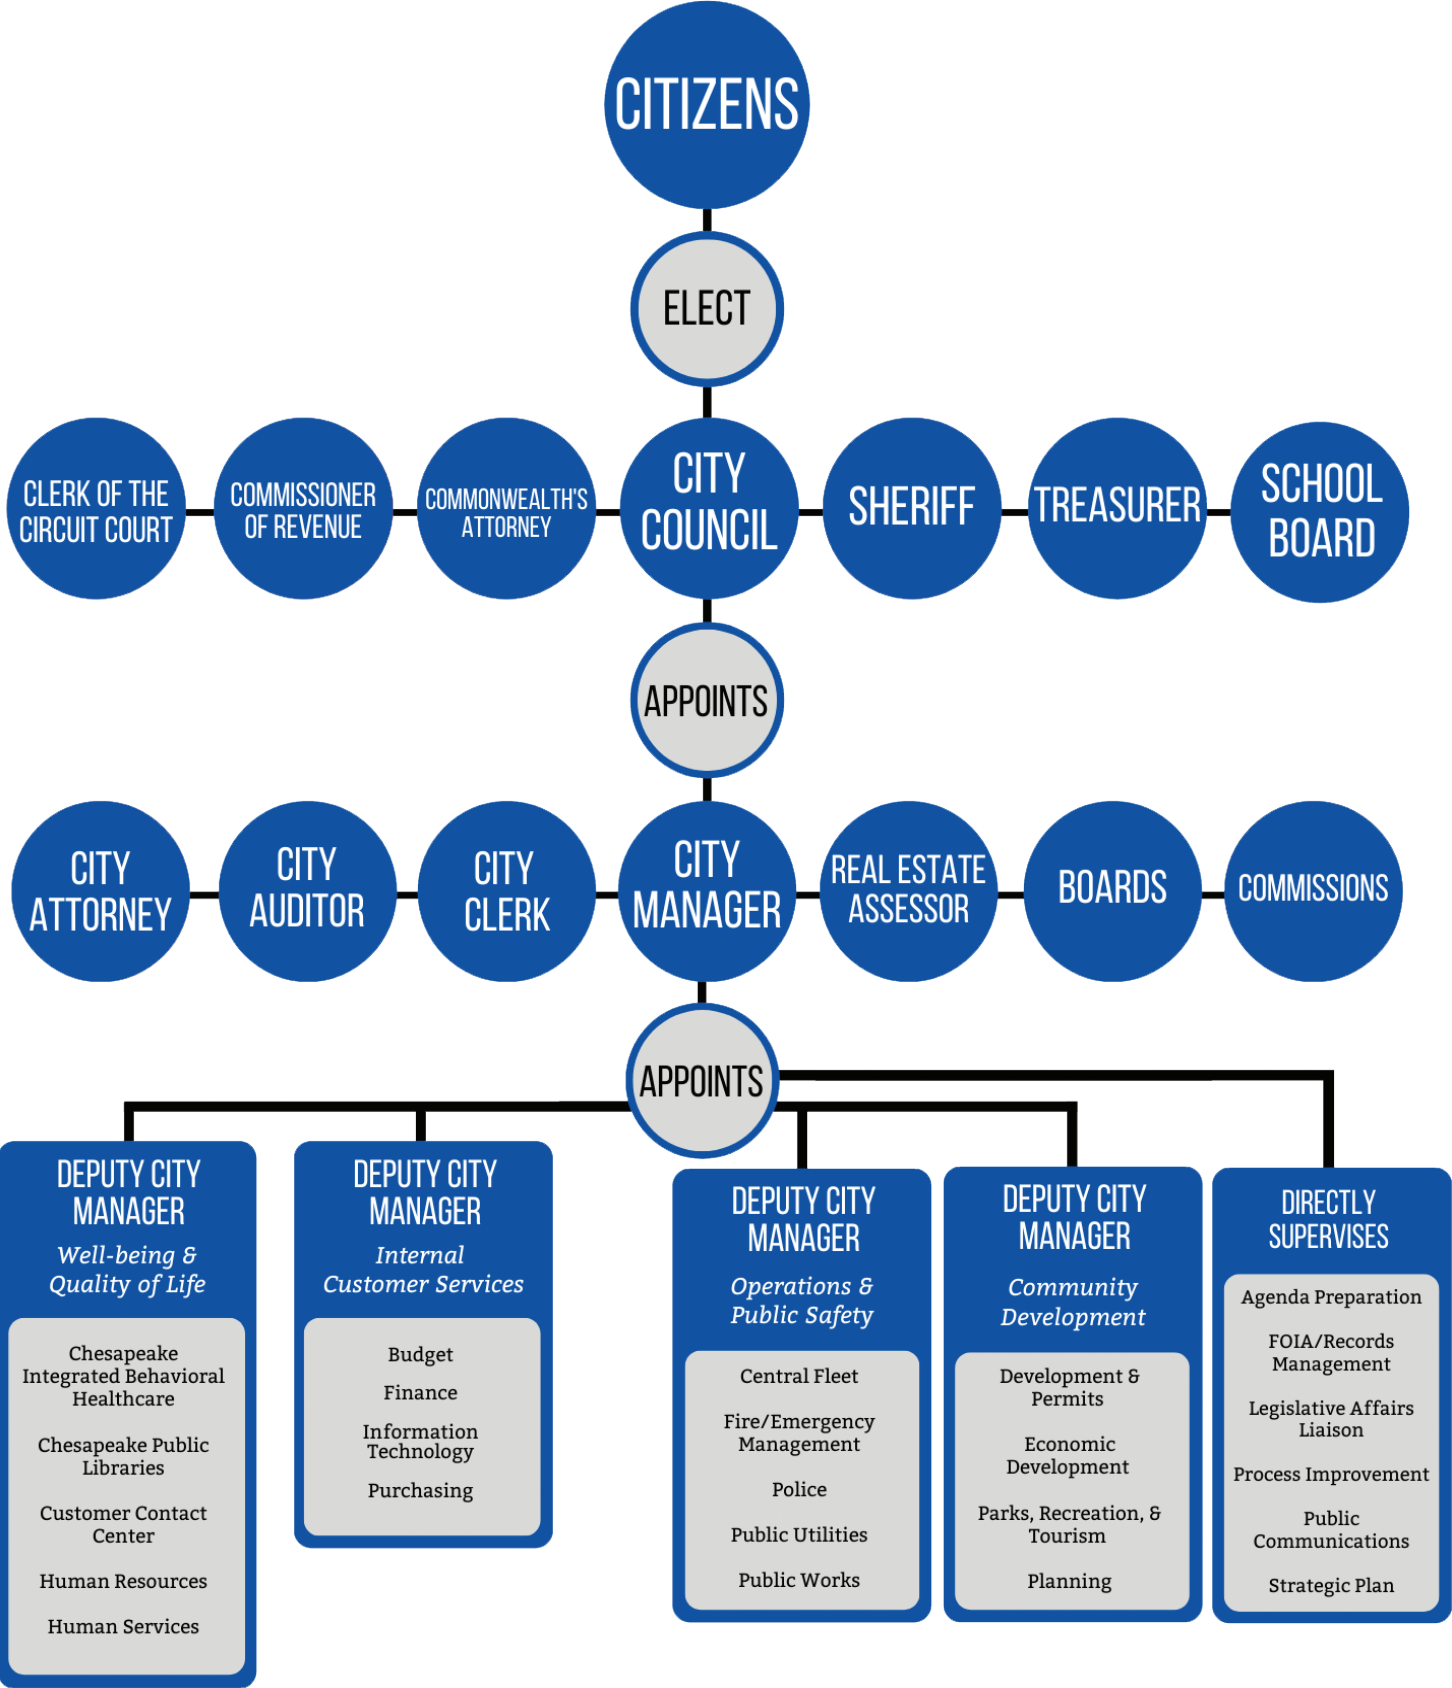 CITIZENS
ELECT
CLERK OF THE
CIRCUIT COURT
COMMISSIONER
OF REVENUE
COMMONWEALTH'S
ATTORNEY
CITY
COUNCIL
SHERIFF
TREASURER
SCHOOL
BOARD
APPOINTS
CITY
ATTORNEY
CITY
AUDITOR
CITY
CLERK
CITY
MANAGER
REAL ESTATE
ASSESSOR
BOARDS
COMMISSIONS
APPOINTS
DEPUTY CITY
MANAGER
Well-being &
Quality of Life
Chesapeake
Integrated Behavioral
Healthcare
Chesapeake Public
Libraries
Customer Contact
Center
Human Resources
Human Services
DEPUTY CITY
MANAGER
Internal
Customer Services
Budget
Finance
Information
Technology
Purchasing
DEPUTY CITY
MANAGER
Operations &
Public Safety
Central Fleet
Fire/Emergency
Management
Police
Public Utilities
Public Works
DEPUTY CITY
MANAGER
Community
Development
Development &
Permits
Economic
Development
Parks, Recreation, &
Tourism
Planning
DIRECTLY
SUPERVISES
Agenda Preparation
FOIA/Records
Management
Legislative Affairs
Liaison
Process Improvement
Public
Communications
Strategic Plan